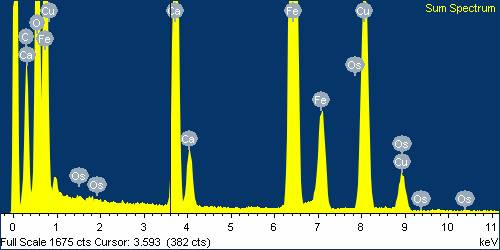 Sum Spectrum
Cu
Ca
Fe
Cu
O
C
Fe
Ca
Os
Fe
Ca
Os
Cu
Os
Os
Os
Os
0 1 2 3 4 5 6 7 8 9 10 11
Full Scale 1675 cts Cursor: 3.593 (382 cts) keV